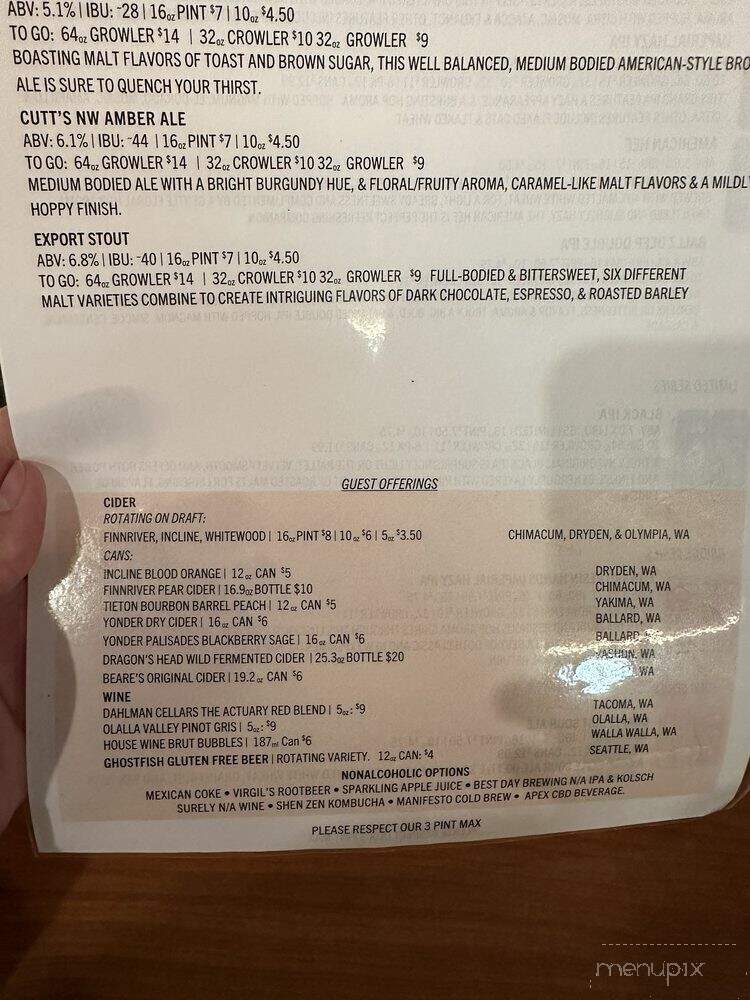 ABV: 5.1% | IBU: ~28 | 16oz PINT $7 | 10oz $4.50
TO GO: 64oz GROWLER $14 | 32oz CROWLER $10 32oz GROWLER $9
BOASTING MALT FLAVORS OF TOAST AND BROWN SUGAR, THIS WELL BALANCED, MEDIUM BODIED AMERICAN-STYLE BRO
ALE IS SURE TO QUENCH YOUR THIRST.
CUTT'S NW AMBER ALE
ABV: 6.1% | IBU: ~44 | 16oz PINT $7 | 10oz $4.50
TO GO: 64oz GROWLER $14 | 32oz CROWLER $10 32oz GROWLER $9
MEDIUM BODIED ALE WITH A BRIGHT BURGUNDY HUE, & FLORAL/FRUITY AROMA, CARAMEL-LIKE MALT FLAVORS & A MILDLY
HOPPY FINISH.
EXPORT STOUT
ABV: 6.8% | IBU: ~40 | 16oz PINT $7 | 10oz $4.50
TO GO: 64oz GROWLER $14 | 32oz CROWLER $10 32oz GROWLER $9 FULL-BODIED & BITTERSWEET, SIX DIFFERENT
MALT VARIETIES COMBINE TO CREATE INTRIGUING FLAVORS OF DARK CHOCOLATE, ESPRESSO, & ROASTED BARLEY
GUEST OFFERINGS
CIDER
ROTATING ON DRAFT:
FINNRIVER, INCLINE, WHITEWOOD | 16oz PINT $8 | 10oz $6 | 5oz $3.50 CHIMACUM, DRYDEN, & OLYMPIA, WA
CANS:
INCLINE BLOOD ORANGE | 12oz CAN $5 DRYDEN, WA
FINNRIVER PEAR CIDER | 16.9oz BOTTLE $10 CHIMACUM, WA
TIETON BOURBON BARREL PEACH | 12oz CAN $5 YAKIMA, WA
YONDER DRY CIDER | 16oz CAN $6 BALLARD, WA
YONDER PALISADES BLACKBERRY SAGE | 16oz CAN $6 BALLARD
DRAGON'S HEAD WILD FERMENTED CIDER | 25.3oz BOTTLE $20 VASHON, WA
BEARE'S ORIGINAL CIDER | 19.2oz CAN $6 WA
WINE
DAHLMAN CELLARS THE ACTUARY RED BLEND | 5oz: $9 TACOMA, WA
OLALLA VALLEY PINOT GRIS | 5oz: $9 OLALLA, WA
HOUSE WINE BRUT BUBBLES | 187ml Can $6 WALLA WALLA, WA
GHOSTFISH GLUTEN FREE BEER | ROTATING VARIETY. 12oz CAN: $4 SEATTLE, WA
NONALCOHOLIC OPTIONS
MEXICAN COKE • VIRGIL'S ROOTBEER • SPARKLING APPLE JUICE • BEST DAY BREWING N/A IPA & KOLSCH
SURELY N/A WINE • SHEN ZEN KOMBUCHA • MANIFESTO COLD BREW • APEX CBD BEVERAGE.
PLEASE RESPECT OUR 3 PINT MAX
menupix